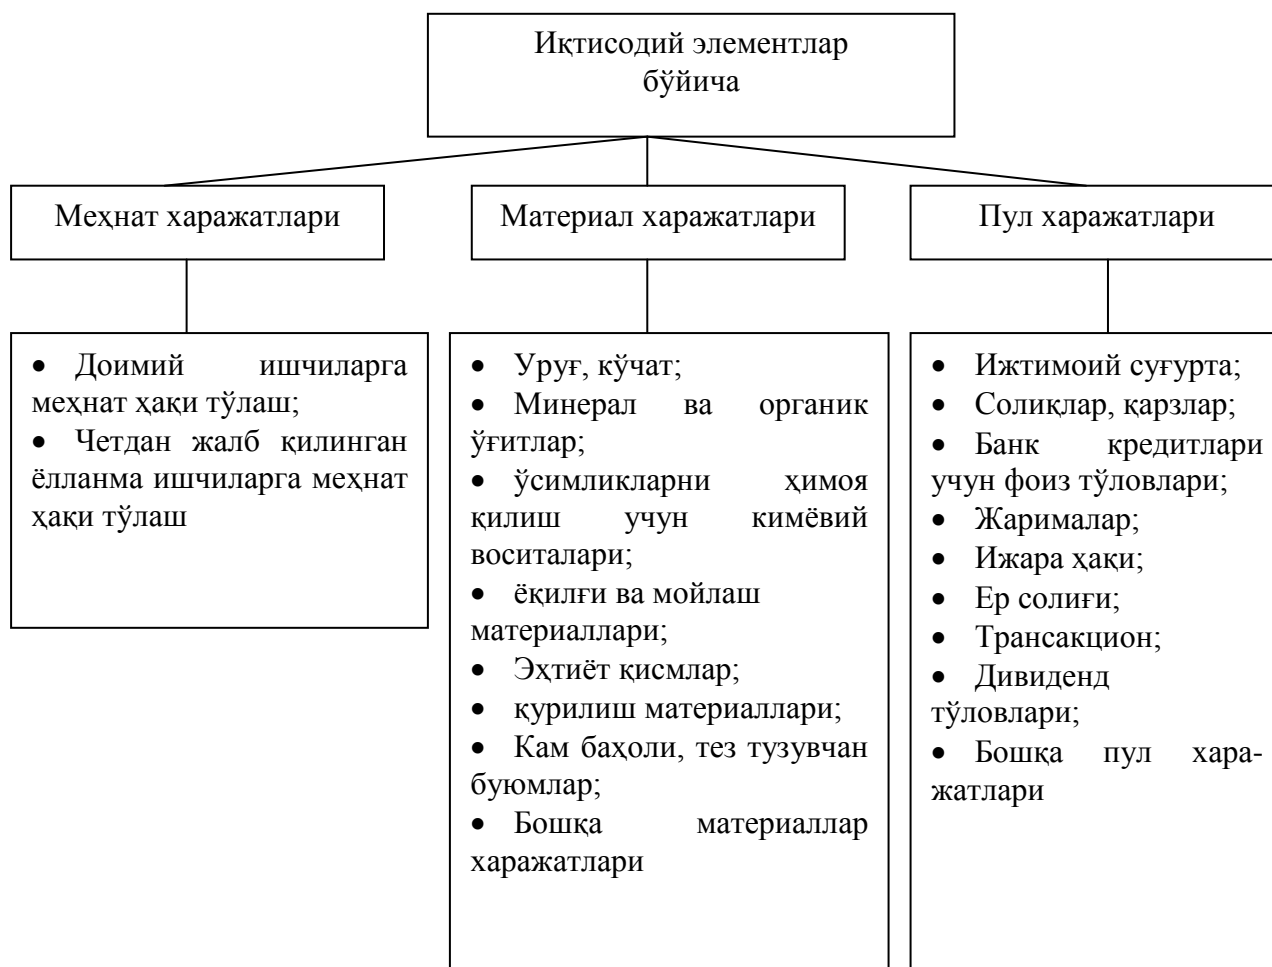 Иқтисодий элементлар
бўйича
Меҳнат харажатлари
Материал харажатлари
Пул харажатлари
• Доимий ишчиларга
меҳнат ҳақи тўлаш;
• Четдан жалб қилинган
ёлланма ишчиларга меҳнат
ҳақи тўлаш
• Уруғ, кўчат;
• Минерал ва органик
ўғитлар;
• ўсимликларни ҳимоя
қилиш учун кимёвий
воситалари;
• ёқилғи ва мойлаш
материаллари;
• Эҳтиёт қисмлар;
• қурилиш материаллари;
• Кам баҳоли, тез тузувчан
буюмлар;
• Бошқа материаллар
харажатлари
• Ижтимоий суғурта;
• Солиқлар, қарзлар;
• Банк кредитлари
учун фоиз тўловлари;
• Жарималар;
• Ижара ҳақи;
• Ер солиғи;
• Трансакцион;
• Дивиденд
тўловлари;
• Бошқа пул хара-
жатлари